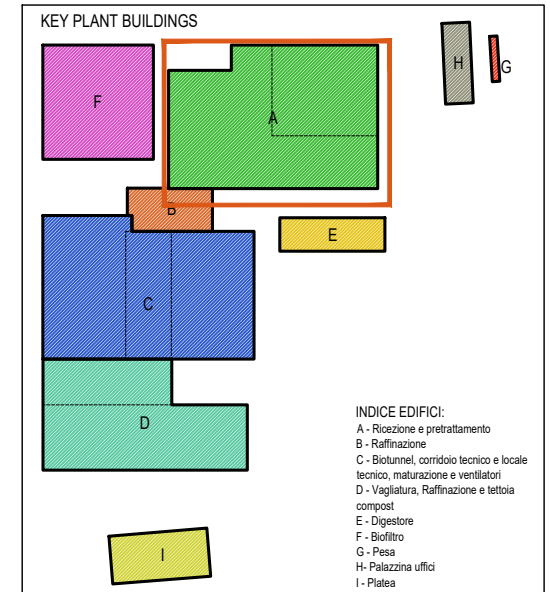 KEY PLANT BUILDINGS
H
G
F
A
B
E
C
D
I
INDICE EDIFICI:
A - Ricezione e pretrattamento
B - Raffinazione
C - Biotunnel, corridoio tecnico e locale
tecnico, maturazione e ventilatori
D - Vagliatura, Raffinazione e tettoia
compost
E - Digestore
F - Biofiltro
G - Pesa
H- Palazzina uffici
I - Platea